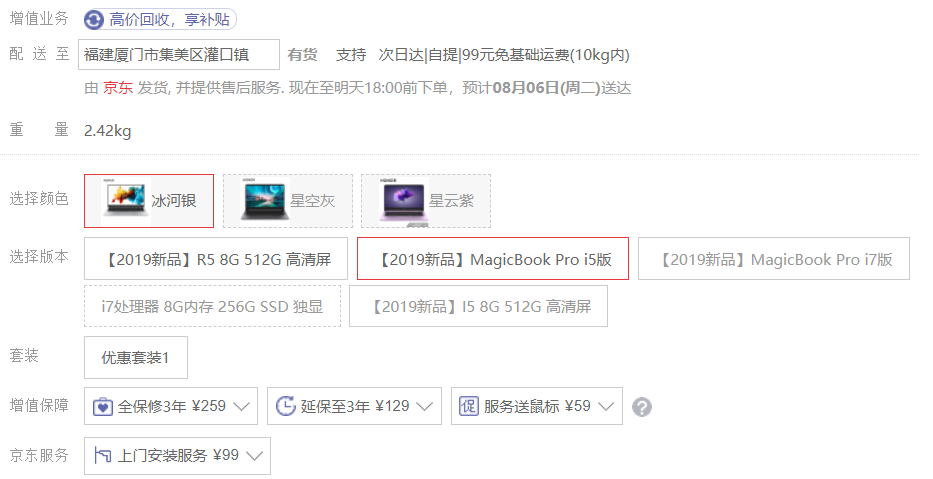 增值业务 高价回收，享补贴
配送至 福建厦门市集美区灌口镇 有货 支持 次日达|自提|99元免基础运费(10kg内)
由 京东 发货, 并提供售后服务. 现在至明天18:00前下单，预计08月06日(周二)送达
重量 2.42kg
选择颜色 冰河银 星空灰 星云紫
选择版本 【2019新品】R5 8G 512G 高清屏 【2019新品】MagicBook Pro i5版 【2019新品】MagicBook Pro i7版
i7处理器 8G内存 256G SSD 独显 【2019新品】I5 8G 512G 高清屏
套装 优惠套装1
增值保障 全保修3年 ¥259 延保至3年 ¥129 促 服务送鼠标 ¥59 ?
京东服务 上门安装服务 ¥99